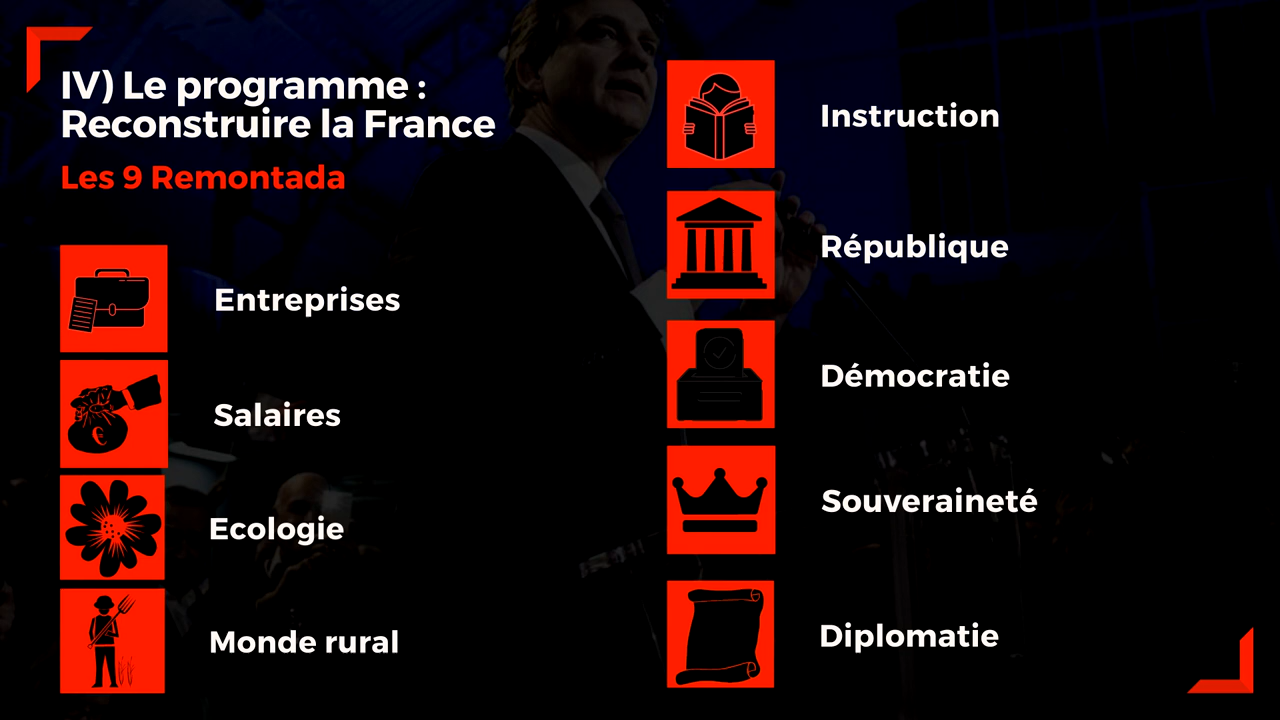 IV) Le programme :
Reconstruire la France
Les 9 Remontada
Entreprises
Salaires
€
Ecologie
Monde rural
Instruction
République
Démocratie
Souveraineté
Diplomatie